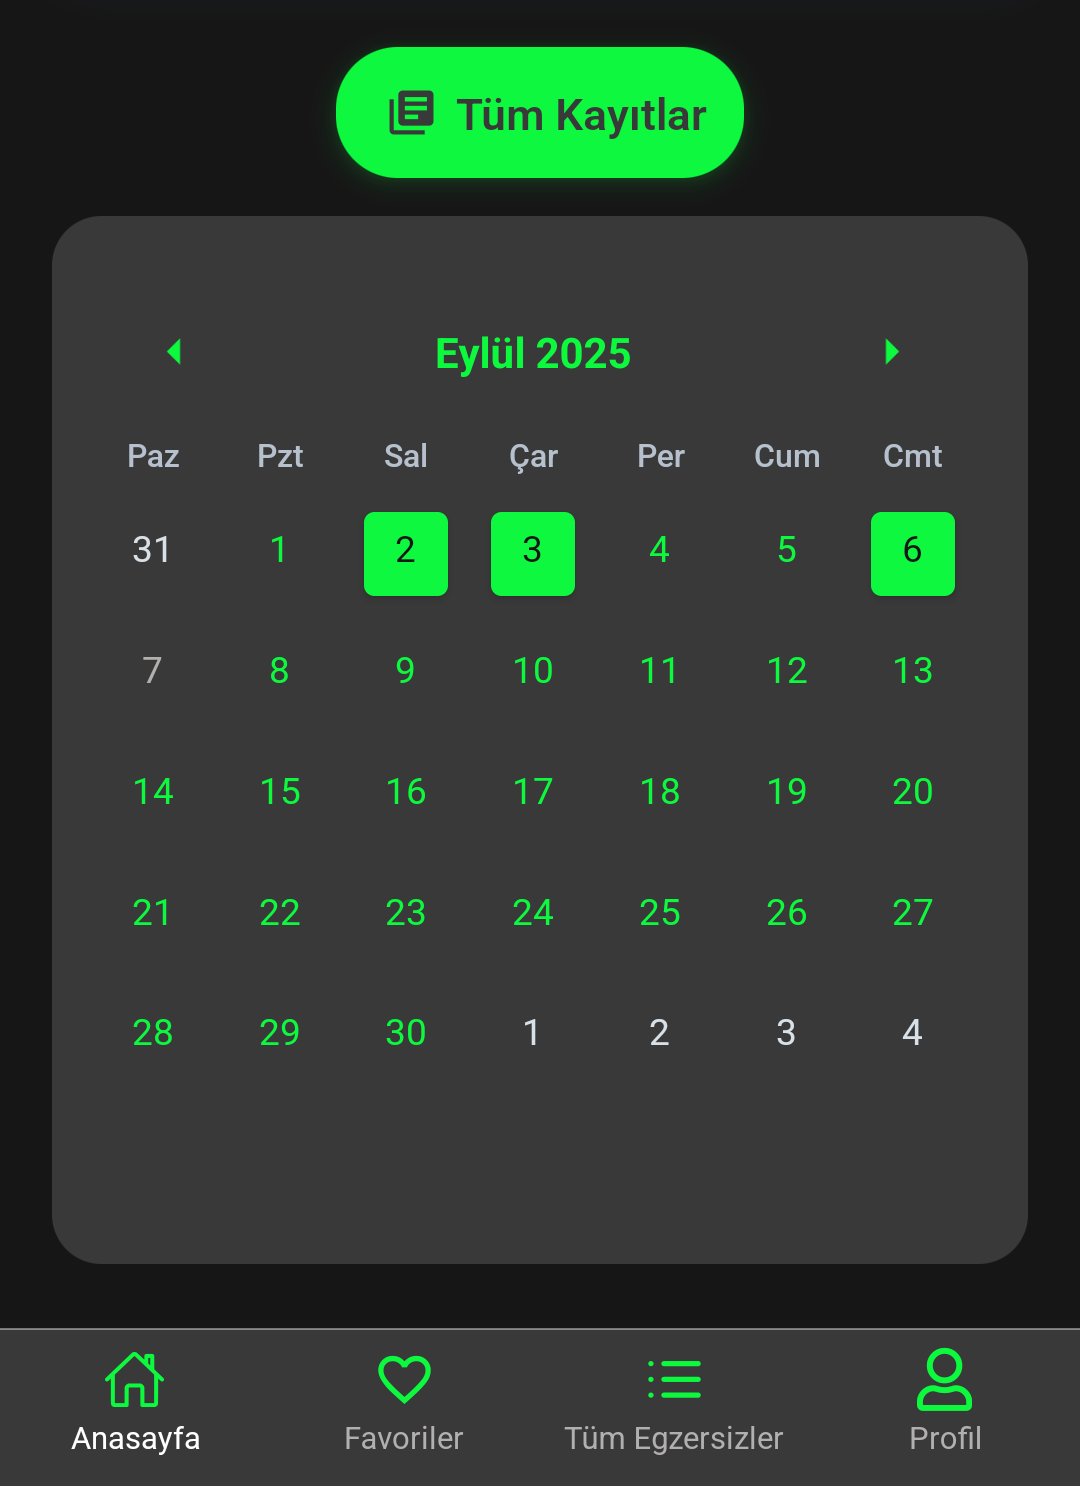 Tüm Kayıtlar
Eylül 2025
Paz Pzt Sal Çar Per Cum Cmt
31 1 2 3 4 5 6
7 8 9 10 11 12 13
14 15 16 17 18 19 20
21 22 23 24 25 26 27
28 29 30 1 2 3 4
Anasayfa Favoriler Tüm Egzersizler Profil